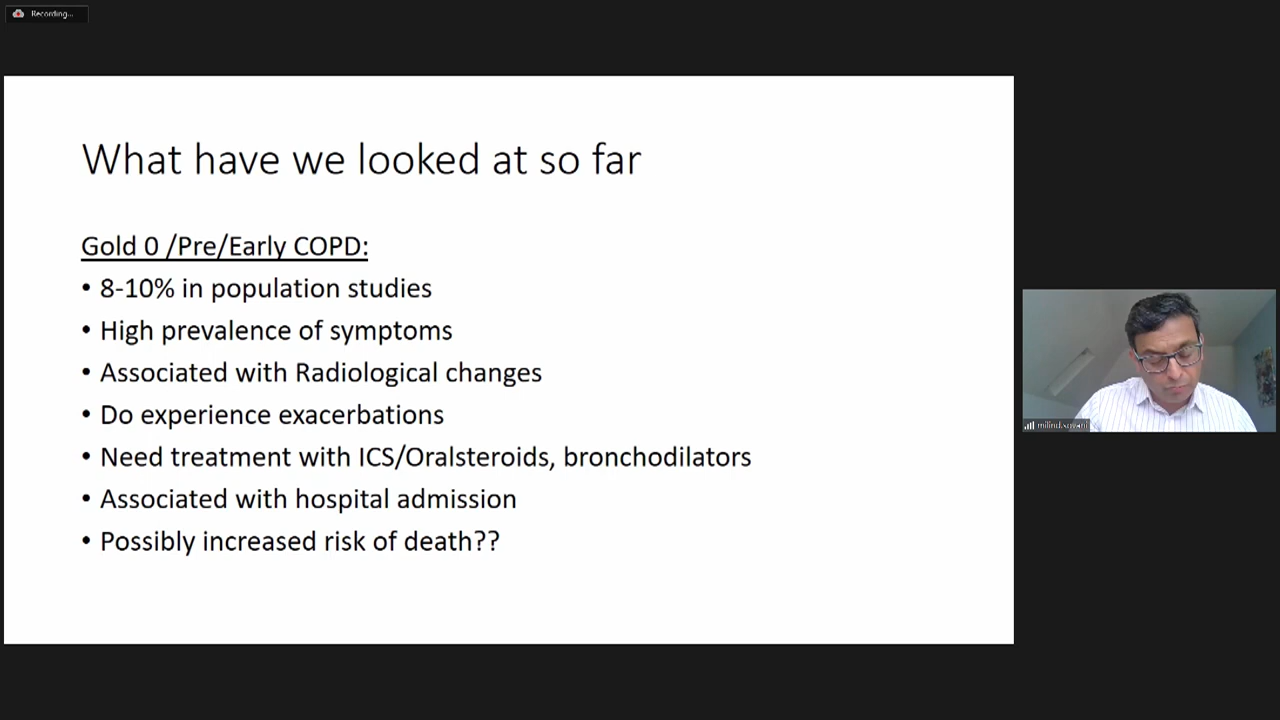 Recording...
What have we looked at so far
Gold 0 /Pre/Early COPD:
• 8-10% in population studies
• High prevalence of symptoms
• Associated with Radiological changes
• Do experience exacerbations
• Need treatment with ICS/Oralsteroids, bronchodilators
• Associated with hospital admission
• Possibly increased risk of death??
milind.sovani